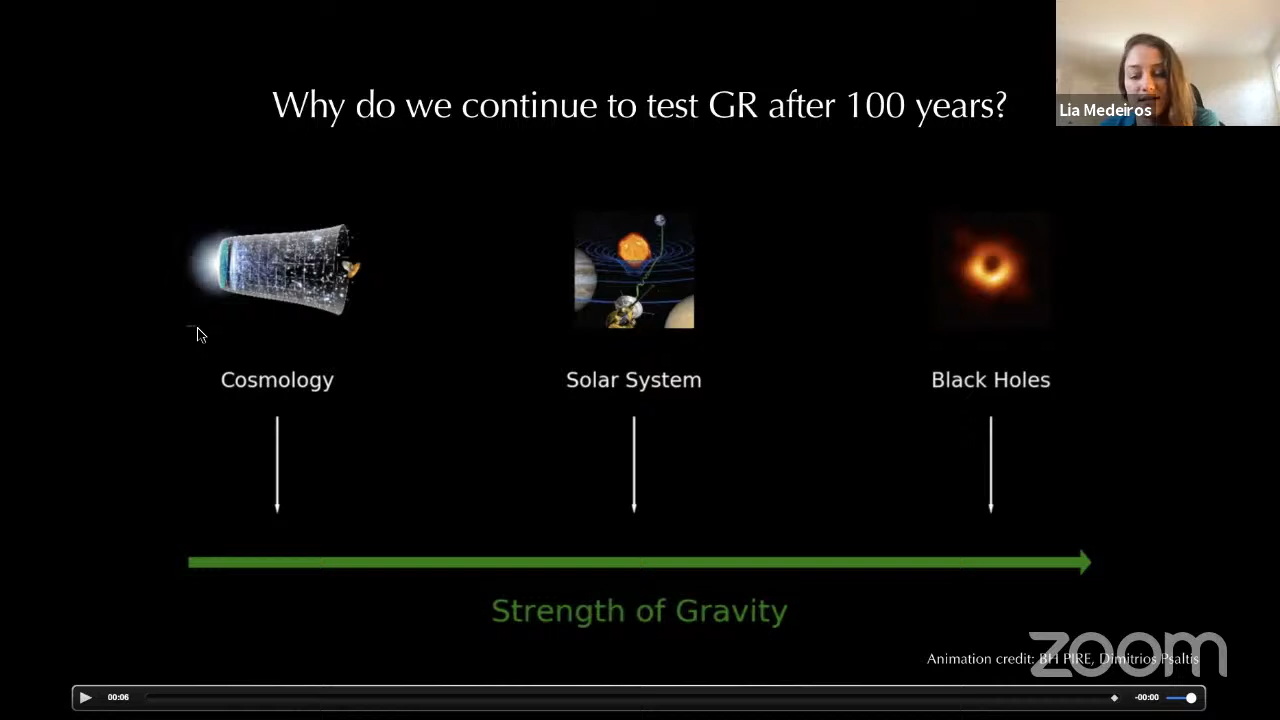 Why do we continue to test GR after 100 years?
Lia Medeiros
Cosmology
Solar System
Black Holes
Strength of Gravity
Animation credit: BH PIRE, Dimitrios Psaltis
zoom
00:06
-00:00